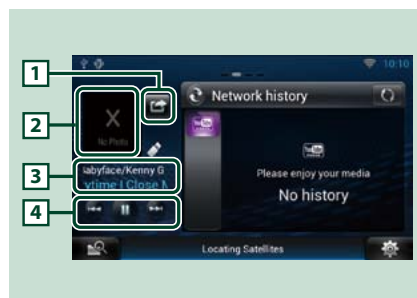 1
2
3
4
10:10
Network history
No Photo
abyface/Kenny G
ytime I Close M
Please enjoy your media
No history
Locating Satellites